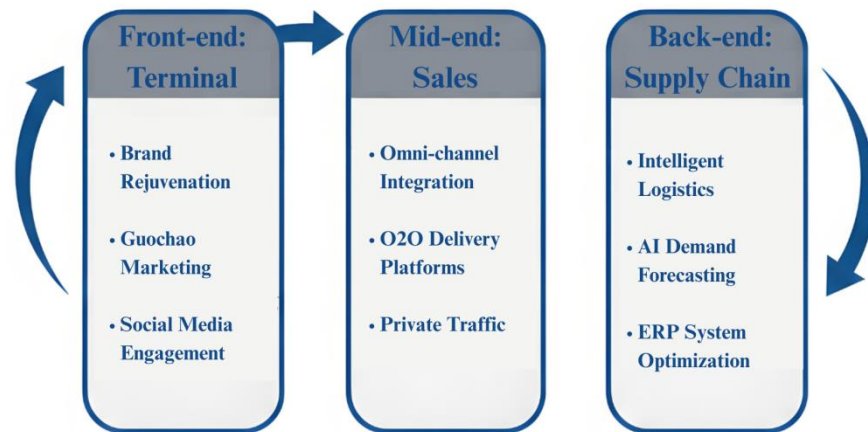 Front-end:
Terminal
• Brand
Rejuvenation
• Guochao
Marketing
• Social Media
Engagement
Mid-end:
Sales
• Omni-channel
Integration
• O2O Delivery
Platforms
• Private Traffic
Back-end:
Supply Chain
• Intelligent
Logistics
• AI Demand
Forecasting
• ERP System
Optimization